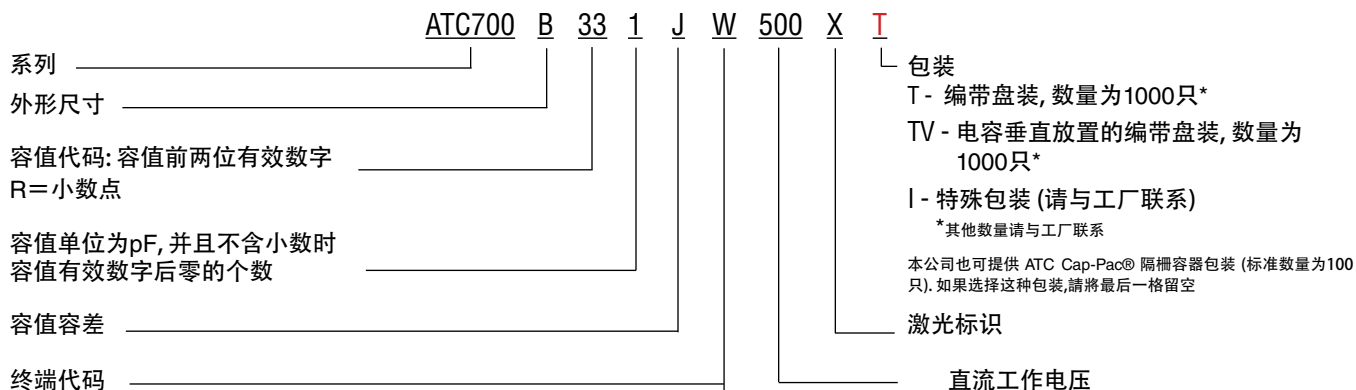 ATC700 B 33 1 J W 500 X T
系列
外形尺寸
容值代码: 容值前两位有效数字
R＝小数点
容值单位为pF, 并且不含小数时
容值有效数字后零的个数
容值容差
终端代码
包装
T - 编带盘装, 数量为1000只*
TV - 电容垂直放置的编带盘装, 数量为
1000只*
I - 特殊包装 (请与工厂联系)
*其他数量请与工厂联系
本公司也可提供 ATC Cap-Pac® 隔栅容器包装 (标准数量为100
只). 如果选择这种包装,請將最后一格留空
激光标识
直流工作电压